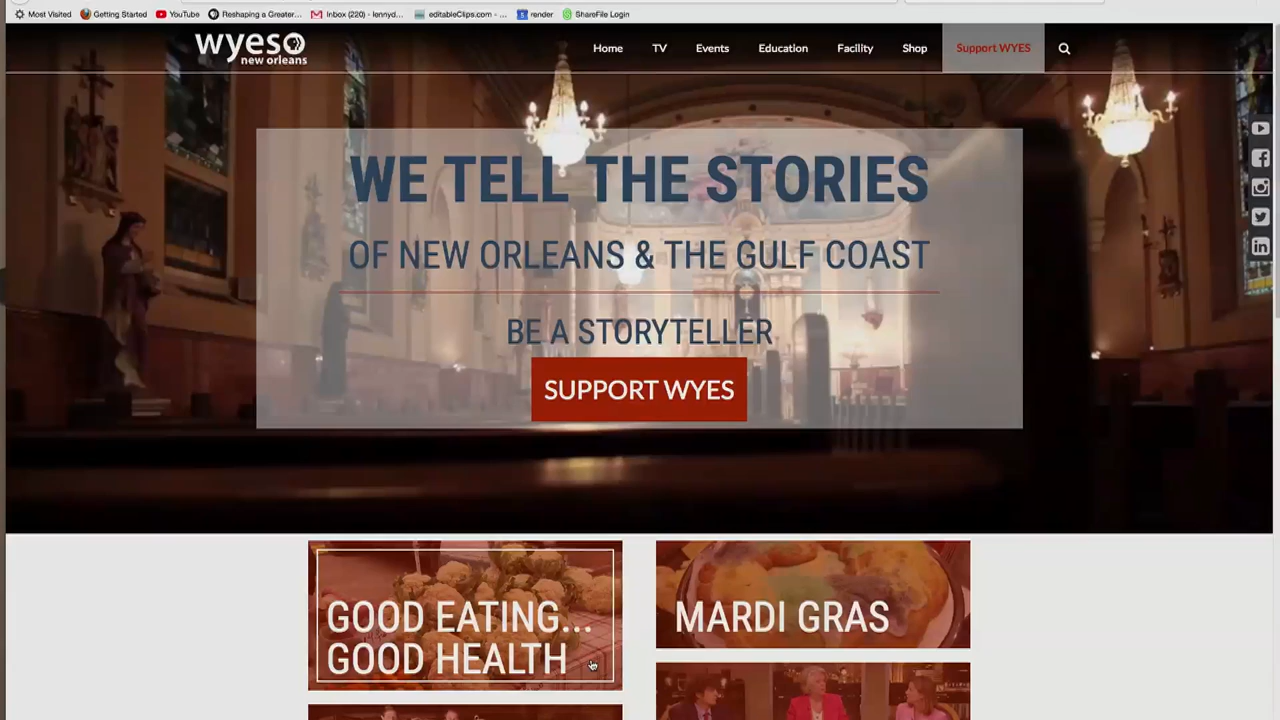 Most Visited Getting Started YouTube Reshaping a Greater... Inbox (220) - lennyd... editableClips.com - ... render ShareFile Login
wyes
new orleans
Home TV Events Education Facility Shop Support WYES
WE TELL THE STORIES
OF NEW ORLEANS & THE GULF COAST
BE A STORYTELLER
SUPPORT WYES
GOOD EATING...
GOOD HEALTH
MARDI GRAS